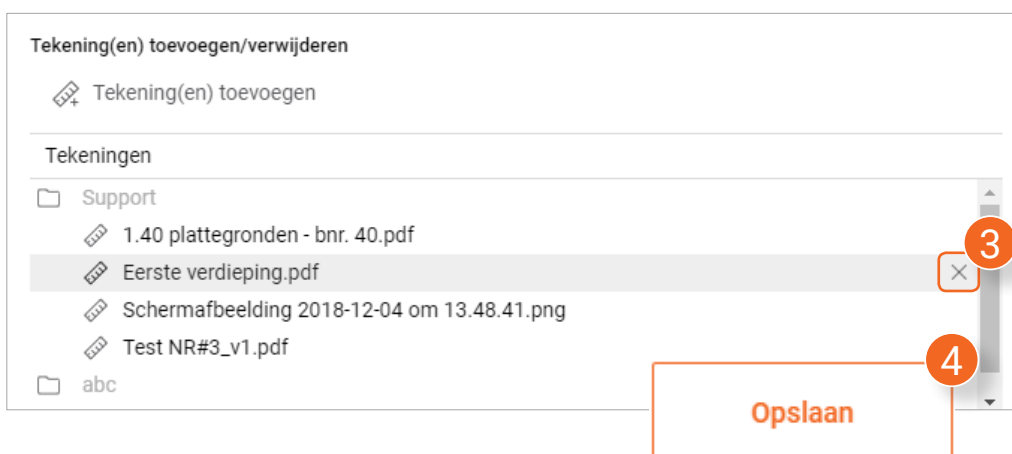 Tekening(en) toevoegen/verwijderen
Tekening(en) toevoegen
Tekeningen
Support
1.40 plattegronden - bnr. 40.pdf
3
Eerste verdieping.pdf
Schermafbeelding 2018-12-04 om 13.48.41.png
Test NR#3_v1.pdf
4
abc
Opslaan